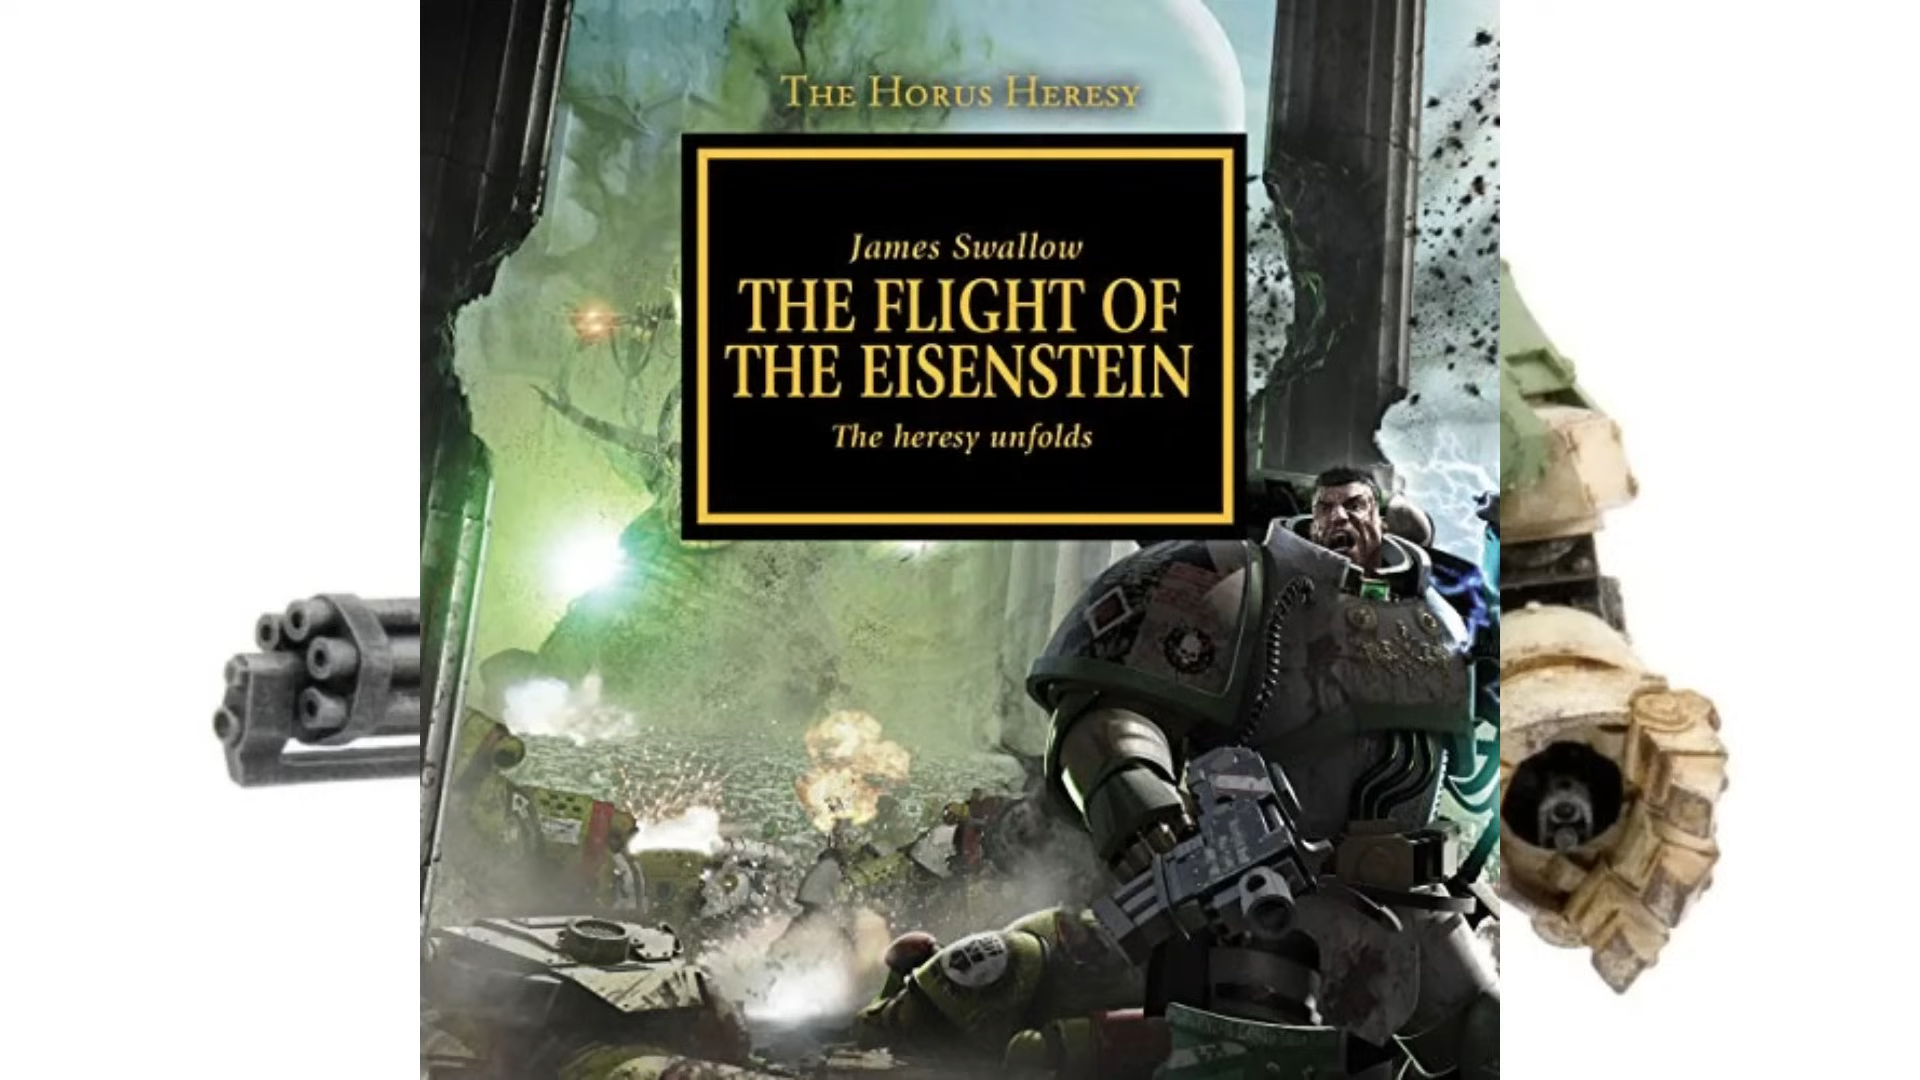 THE HORUS HERESY
James Swallow
THE FLIGHT OF
THE EISENSTEIN
The heresy unfolds